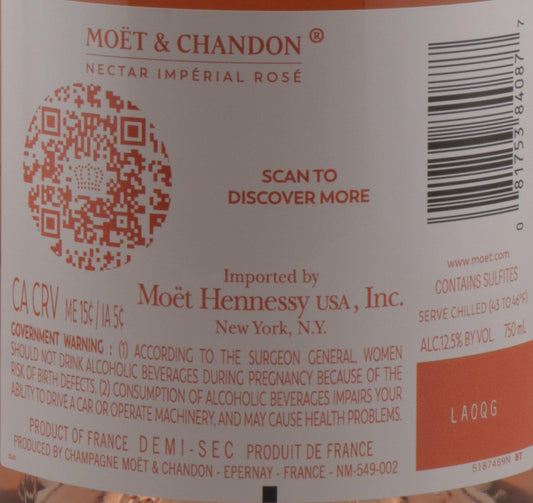 MOËT & CHANDON ®
NECTAR IMPÉRIAL ROSÉ
SCAN TO
DISCOVER MORE
0 81753 84087 7
www.moet.com
CONTAINS SULFITES
SERVE CHILLED (43 TO 46°F)
ALC.12.5% BY VOL 750 mL
Imported by
CA CRV ME 15¢ / IA 5¢ Moët Hennessy USA, Inc.
New York, N.Y.
GOVERNMENT WARNING : (1) ACCORDING TO THE SURGEON GENERAL, WOMEN
SHOULD NOT DRINK ALCOHOLIC BEVERAGES DURING PREGNANCY BECAUSE OF THE
RISK OF BIRTH DEFECTS. (2) CONSUMPTION OF ALCOHOLIC BEVERAGES IMPAIRS YOUR
ABILITY TO DRIVE A CAR OR OPERATE MACHINERY, AND MAY CAUSE HEALTH PROBLEMS.
LA0QG
PRODUCT OF FRANCE DEMI-SEC PRODUIT DE FRANCE
PRODUCED BY CHAMPAGNE MOËT & CHANDON - EPERNAY - FRANCE - NM-549-002
5187459N BT